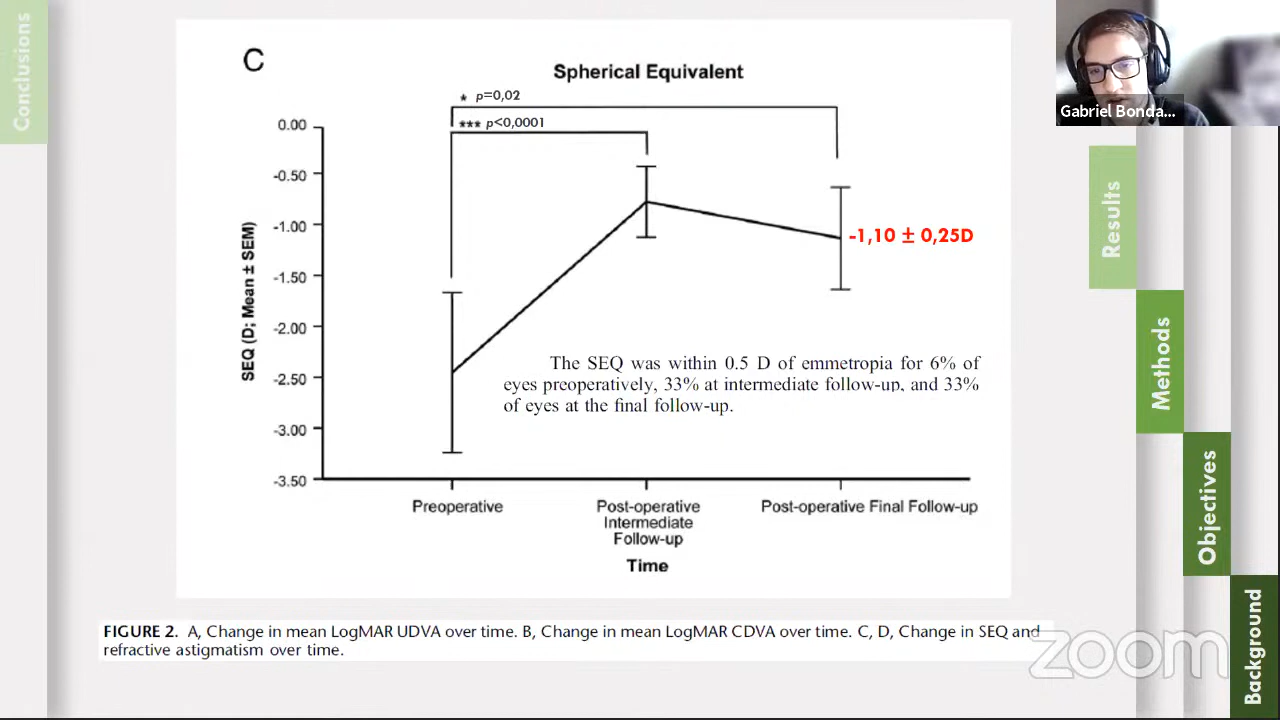 Conclusions
C
Spherical Equivalent
* p=0,02
*** p<0,0001
0.00
-0.50
-1.00
-1.50
-2.00
-2.50
-3.00
-3.50
SEQ (D; Mean ± SEM)
-1,10 ± 0,25D
The SEQ was within 0.5 D of emmetropia for 6% of
eyes preoperatively, 33% at intermediate follow-up, and 33%
of eyes at the final follow-up.
Preoperative
Post-operative
Intermediate
Follow-up
Post-operative Final Follow-up
Time
FIGURE 2. A, Change in mean LogMAR UDVA over time. B, Change in mean LogMAR CDVA over time. C, D, Change in SEQ and
refractive astigmatism over time.
Gabriel Bonda...
Results
Methods
Objectives
Background
zoom